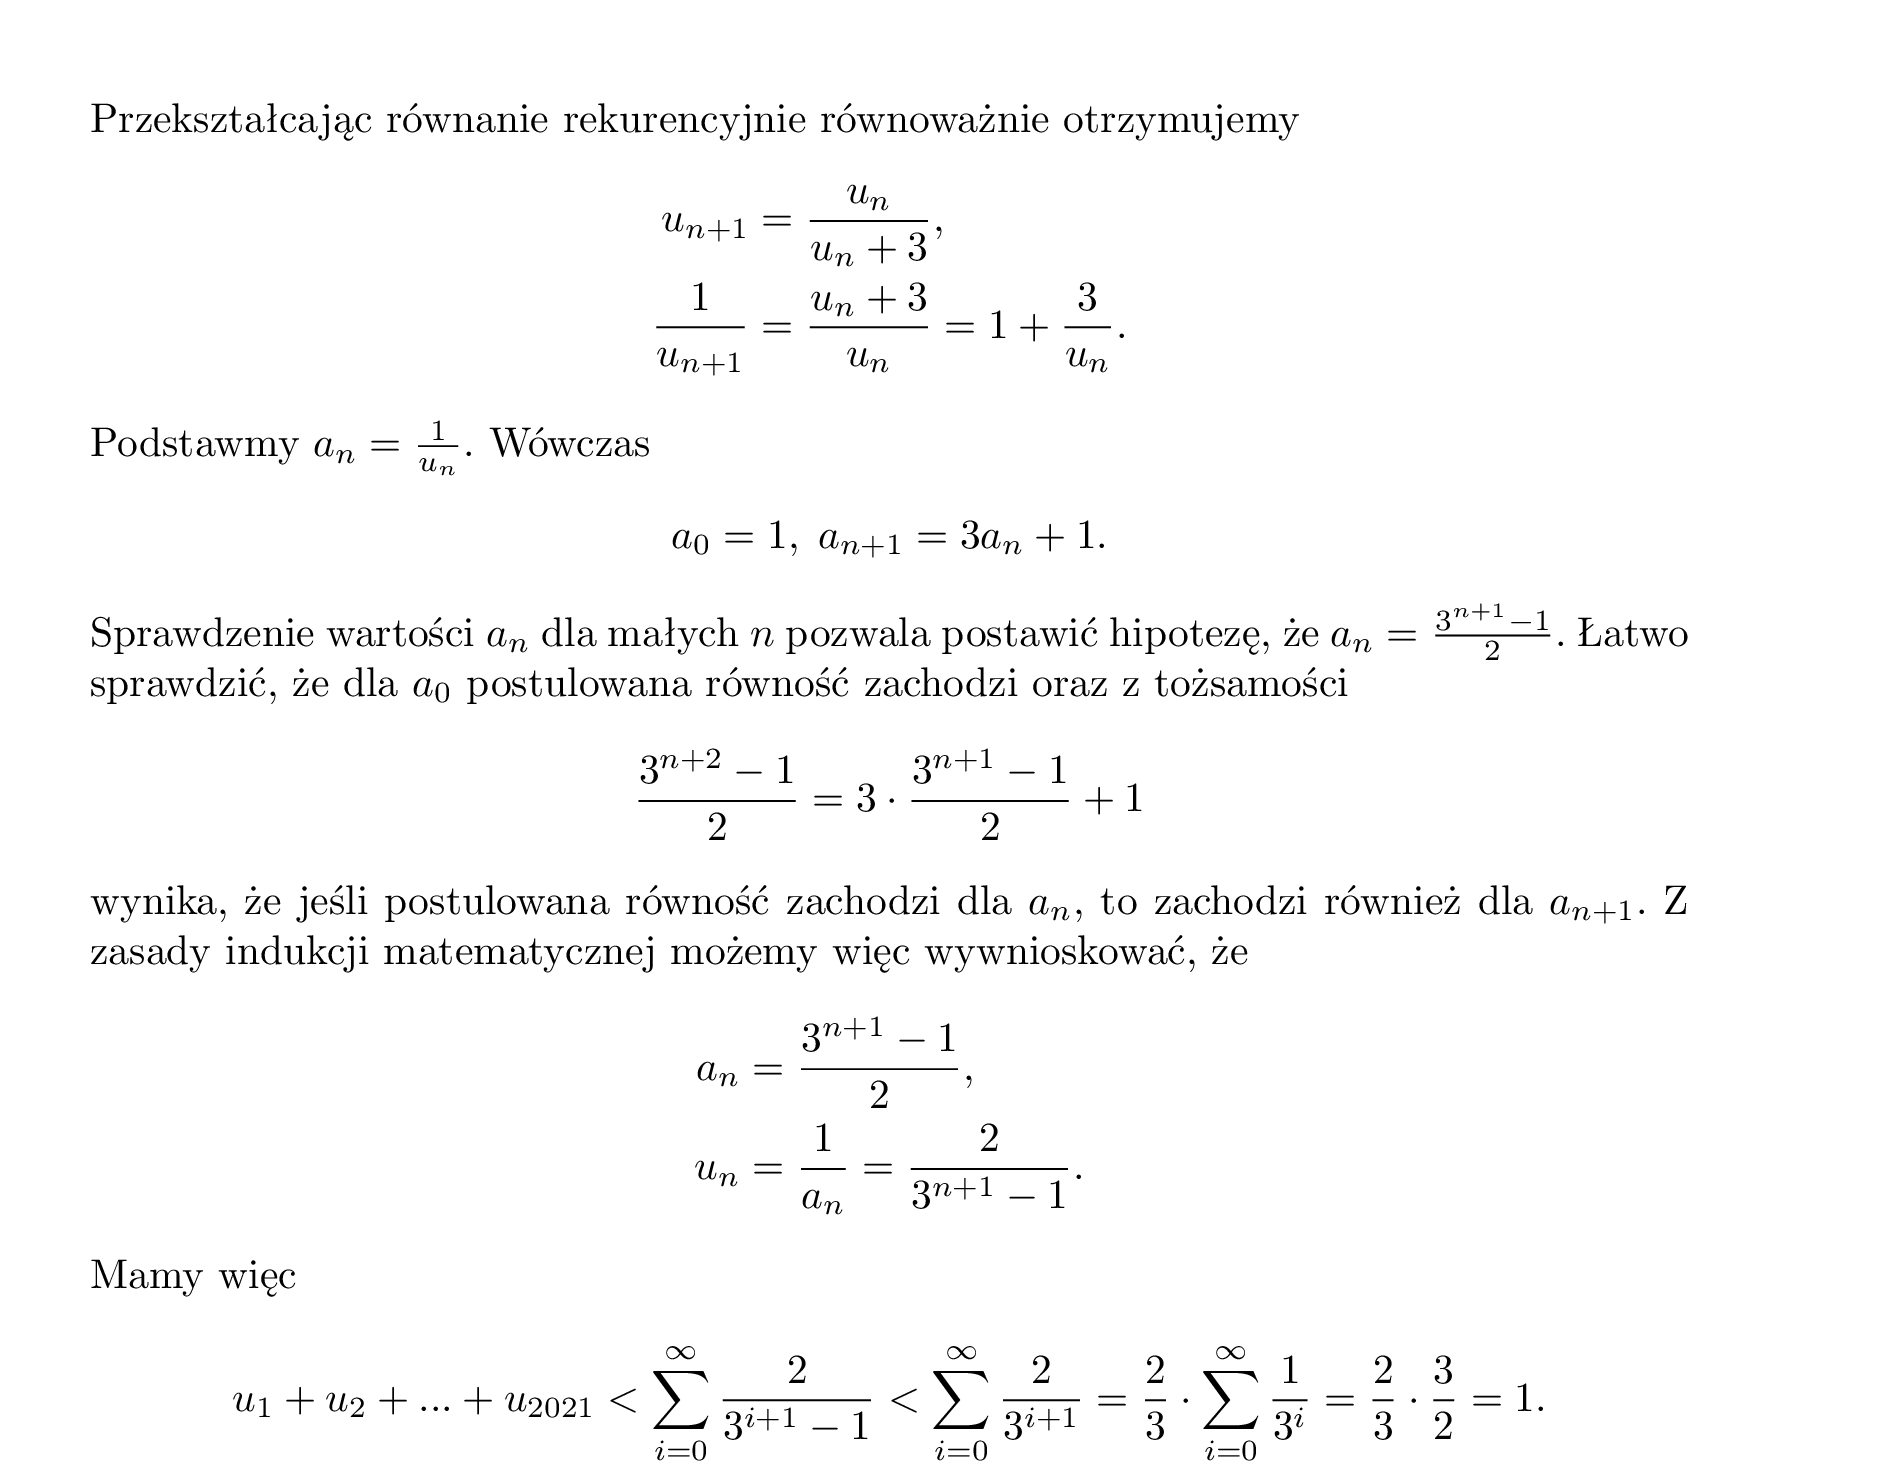 Przekształcając równanie rekurencyjnie równoważnie otrzymujemy
$u_{n+1} = \frac{u_n}{u_n + 3},$
$\frac{1}{u_{n+1}} = \frac{u_n + 3}{u_n} = 1 + \frac{3}{u_n}.$
Podstawmy $a_n = \frac{1}{u_n}$. Wówczas
$a_0 = 1,\ a_{n+1} = 3a_n + 1.$
Sprawdzenie wartości $a_n$ dla małych $n$ pozwala postawić hipotezę, że $a_n = \frac{3^{n+1}-1}{2}$. Łatwo
sprawdzić, że dla $a_0$ postulowana równość zachodzi oraz z tożsamości
$\frac{3^{n+2} - 1}{2} = 3 \cdot \frac{3^{n+1} - 1}{2} + 1$
wynika, że jeśli postulowana równość zachodzi dla $a_n$, to zachodzi również dla $a_{n+1}$. Z
zasady indukcji matematycznej możemy więc wywnioskować, że
$a_n = \frac{3^{n+1} - 1}{2},$
$u_n = \frac{1}{a_n} = \frac{2}{3^{n+1} - 1}.$
Mamy więc
$u_1 + u_2 + ... + u_{2021} < \sum_{i=0}^{\infty} \frac{2}{3^{i+1} - 1} < \sum_{i=0}^{\infty} \frac{2}{3^{i+1}} = \frac{2}{3} \cdot \sum_{i=0}^{\infty} \frac{1}{3^i} = \frac{2}{3} \cdot \frac{3}{2} = 1.$